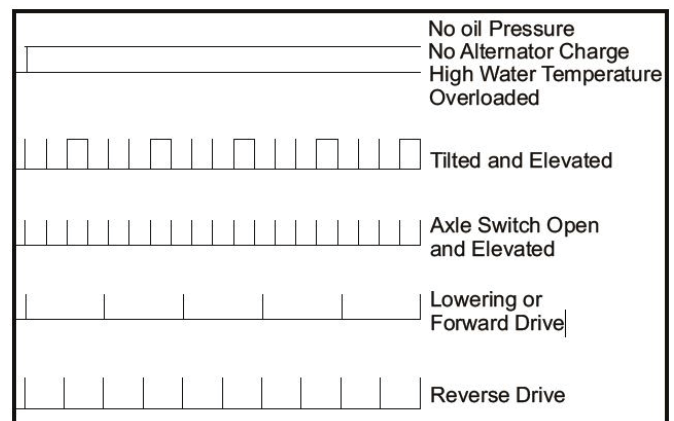 No oil Pressure
No Alternator Charge
High Water Temperature
Overloaded
Tilted and Elevated
Axle Switch Open
and Elevated
Lowering or
Forward Drive
Reverse Drive